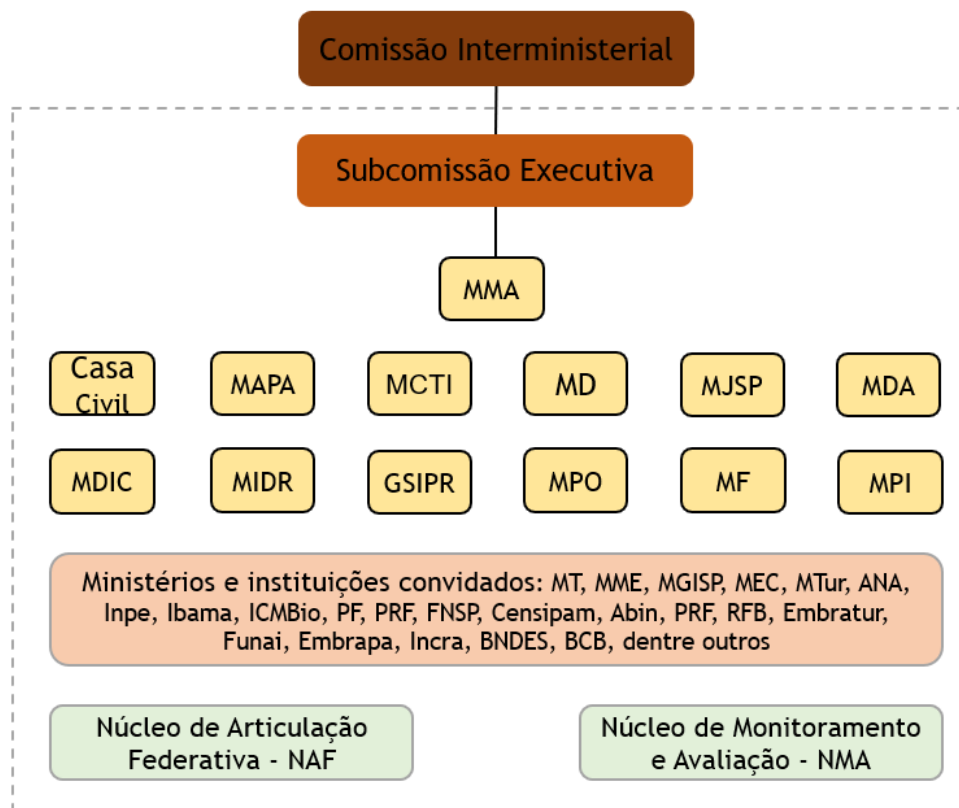 Comissão Interministerial
Subcomissão Executiva
MMA
Casa
Civil
MAPA
MCTI
MD
MJSP
MDA
MDIC
MIDR
GSIPR
MPO
MF
MPI
Ministérios e instituições convidados: MT, MME, MGISP, MEC, MTur, ANA,
Inpe, Ibama, ICMBio, PF, PRF, FNSP, Censipam, Abin, PRF, RFB, Embratur,
Funai, Embrapa, Incra, BNDES, BCB, dentre outros
Núcleo de Articulação
Federativa - NAF
Núcleo de Monitoramento
e Avaliação - NMA